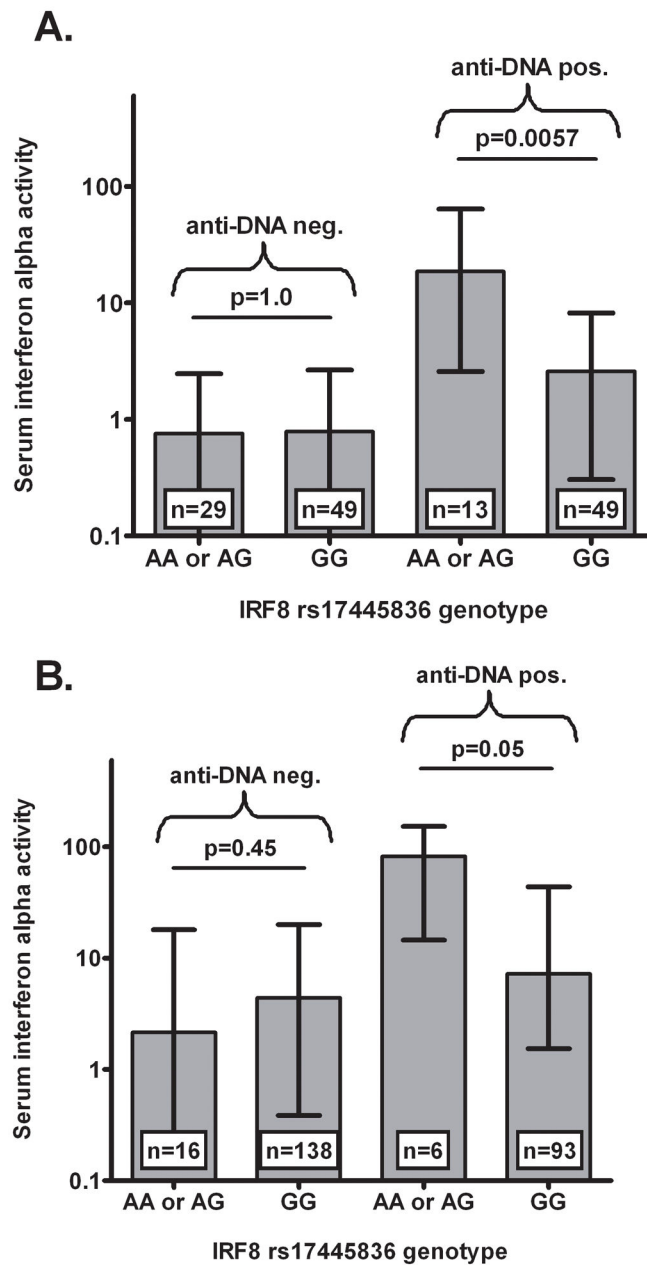 A.
anti-DNA pos.
p=0.0057
anti-DNA neg.
p=1.0
Serum interferon alpha activity
100
10
1
0.1
n=29
n=49
n=13
n=49
AA or AG
GG
AA or AG
GG
IRF8 rs17445836 genotype
B.
anti-DNA pos.
p=0.05
anti-DNA neg.
p=0.45
Serum interferon alpha activity
100
10
1
0.1
n=16
n=138
n=6
n=93
AA or AG
GG
AA or AG
GG
IRF8 rs17445836 genotype